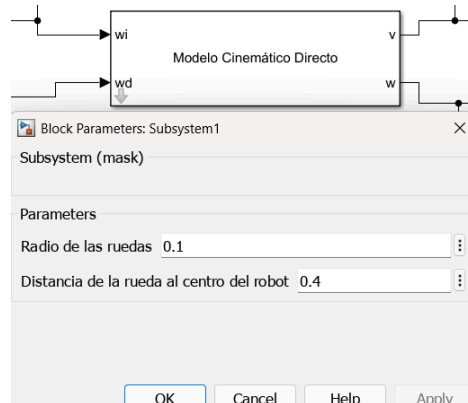 wi
v
Modelo Cinemático Directo
wd
w
Block Parameters: Subsystem1
Subsystem (mask)
Parameters
Radio de las ruedas 0.1
Distancia de la rueda al centro del robot 0.4
OK Cancel Help Apply